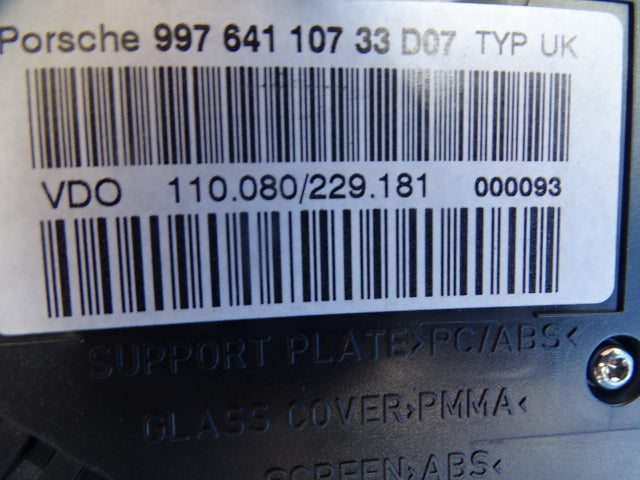 Porsche 997 641 107 33 D07 TYP UK
VDO 110.080/229.181 000093
SUPPORT PLATE>PC/ABS<
GLASS COVER>PMMA<
SCREEN>ABS<